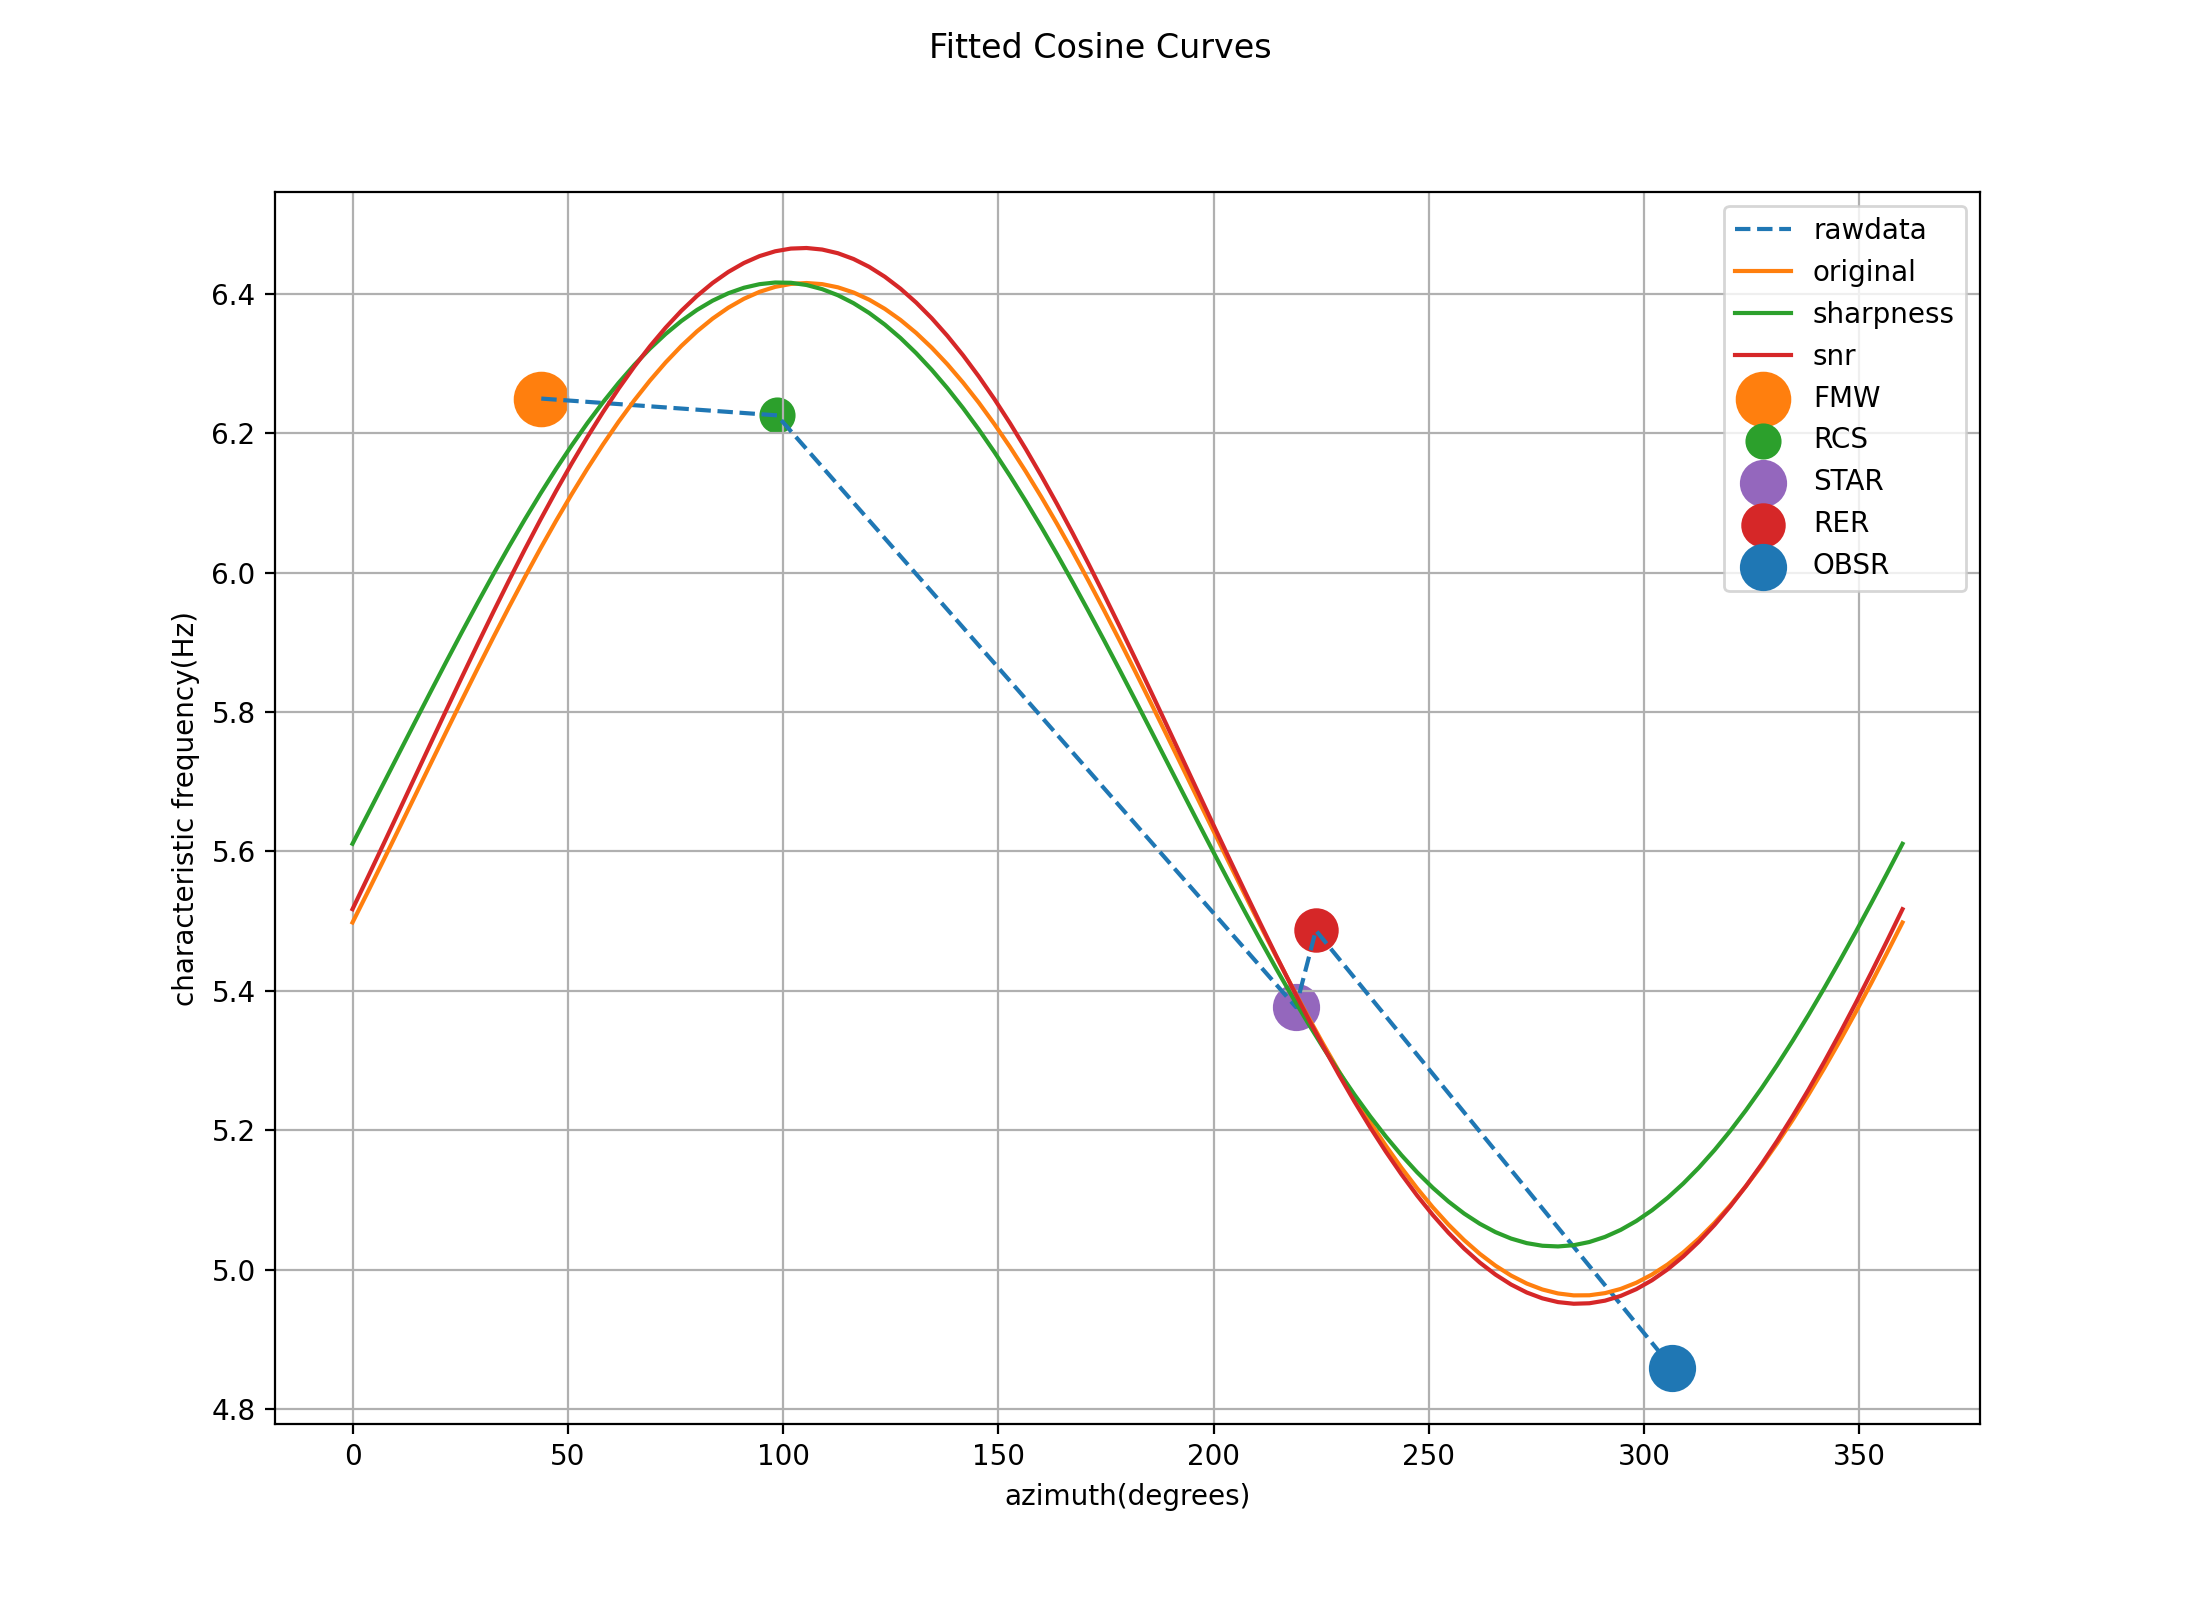 Fitted Cosine Curves
rawdata
original
sharpness
snr
FMW
RCS
STAR
RER
OBSR
characteristic frequency(Hz)
6.4
6.2
6.0
5.8
5.6
5.4
5.2
5.0
4.8
0 50 100 150 200 250 300 350
azimuth(degrees)